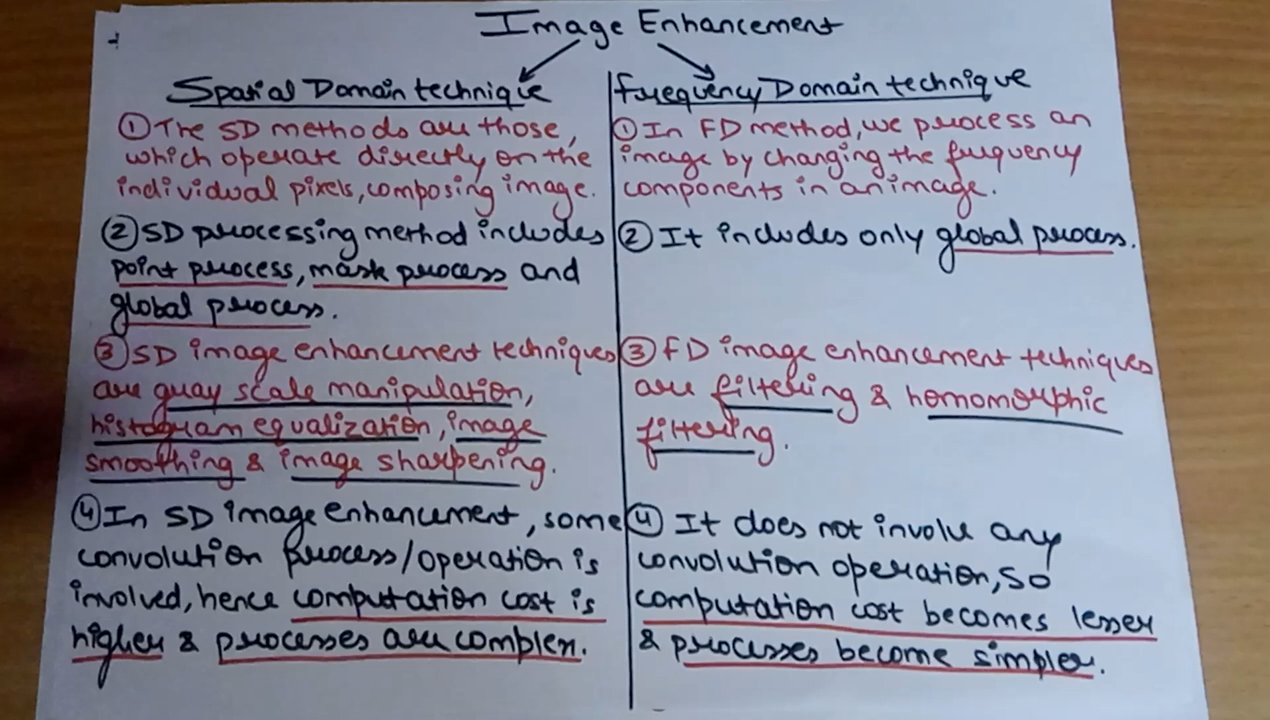 Image Enhancement
Spatial Domain technique
① The SD methods are those,
which operate directly on the
individual pixels, composing image.
② SD processing method includes
point process, mask process and
global process.
③ SD image enhancement techniques
are gray scale manipulation,
histogram equalization, image
smoothing & image sharpening.
④ In SD image enhancement, some
convolution process/operation is
involved, hence computation cost is
higher & processes are complex.
Frequency Domain technique
① In FD method, we process an
image by changing the frequency
components in an image.
② It includes only global process.
③ FD image enhancement techniques
are filtering & homomorphic
filtering.
④ It does not involve any
convolution operation, so
computation cost becomes lesser
& processes become simpler.